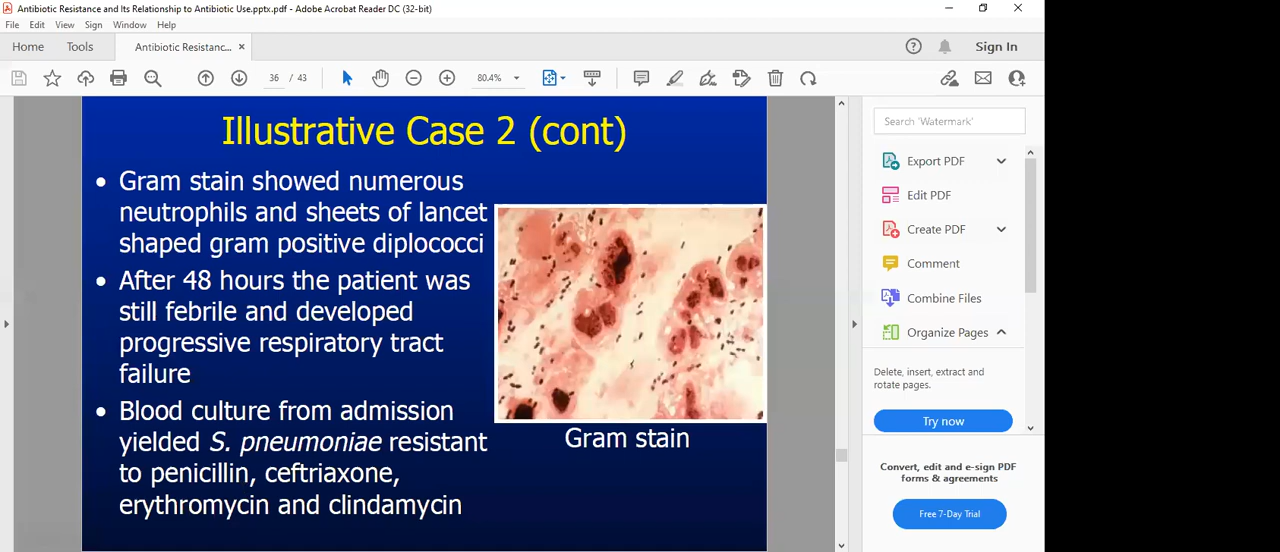 Antibiotic Resistance and Its Relationship to Antibiotic Use.pptx.pdf - Adobe Acrobat Reader DC (32-bit)
File Edit View Sign Window Help
Home Tools Antibiotic Resistanc... × Sign In
36 / 43 80.4%
Illustrative Case 2 (cont)
• Gram stain showed numerous
neutrophils and sheets of lancet
shaped gram positive diplococci
• After 48 hours the patient was
still febrile and developed
progressive respiratory tract
failure
• Blood culture from admission
yielded S. pneumoniae resistant
to penicillin, ceftriaxone,
erythromycin and clindamycin
Gram stain
Search 'Watermark'
Export PDF
Edit PDF
Create PDF
Comment
Combine Files
Organize Pages
Delete, insert, extract and
rotate pages.
Try now
Convert, edit and e-sign PDF
forms & agreements
Free 7-Day Trial